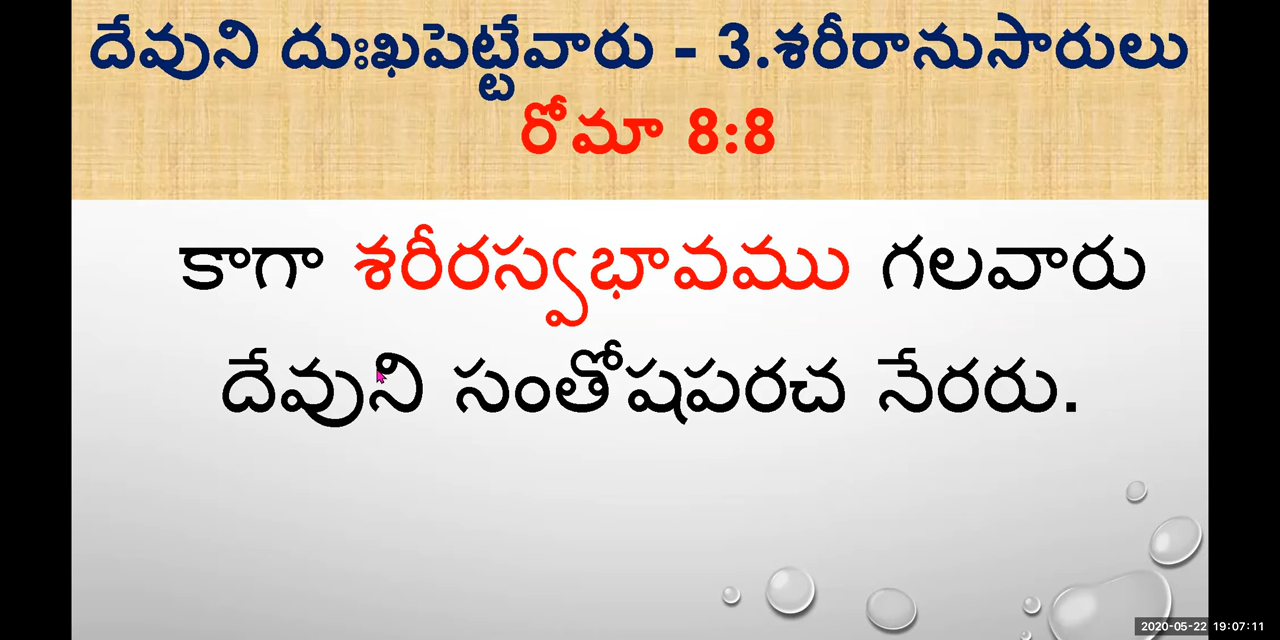 దేవుని దుఃఖపెట్టేవారు - 3.శరీరానుసారులు
రోమా 8:8
కాగా శరీరస్వభావము గలవారు
దేవుని సంతోషపరచ నేరరు.
2020-05-22 19:07:11